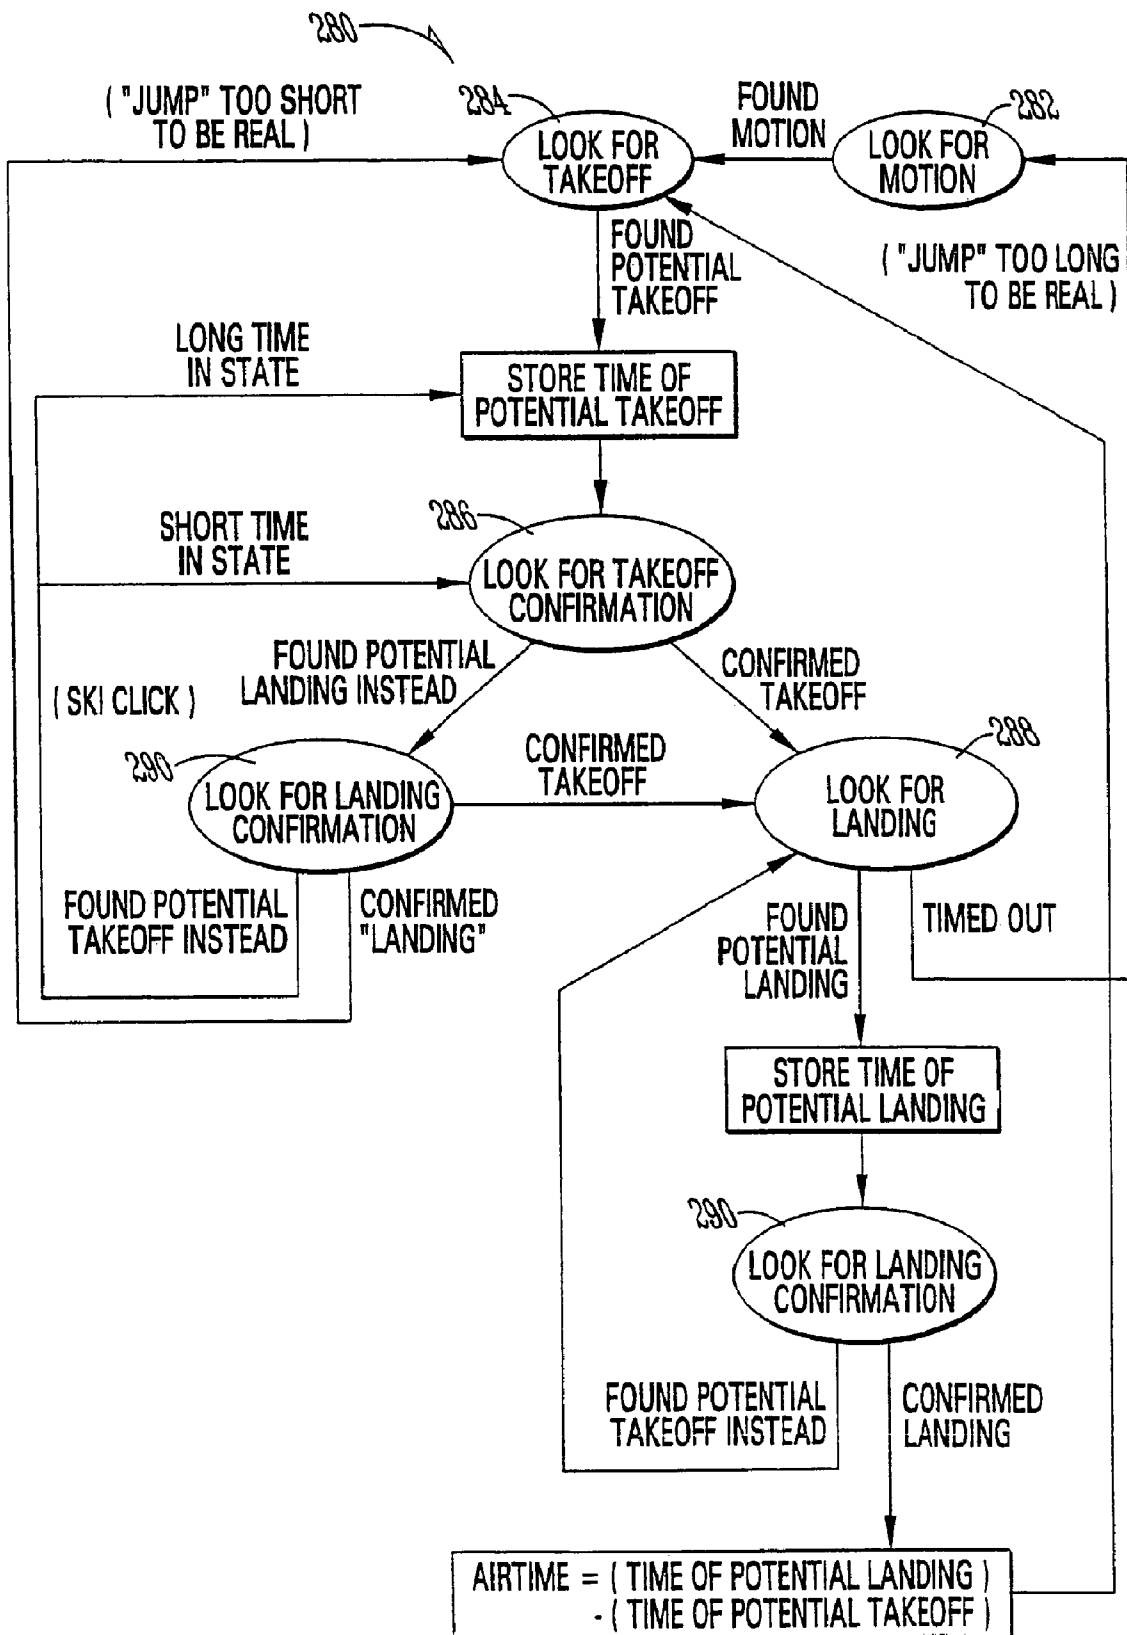 280
( "JUMP" TOO SHORT
TO BE REAL )
284
LOOK FOR
TAKEOFF
FOUND
MOTION
282
LOOK FOR
MOTION
FOUND
POTENTIAL
TAKEOFF
( "JUMP" TOO LONG
TO BE REAL )
LONG TIME
IN STATE
STORE TIME OF
POTENTIAL TAKEOFF
SHORT TIME
IN STATE
286
LOOK FOR TAKEOFF
CONFIRMATION
FOUND POTENTIAL
LANDING INSTEAD
CONFIRMED
TAKEOFF
( SKI CLICK )
290
LOOK FOR LANDING
CONFIRMATION
CONFIRMED
TAKEOFF
288
LOOK FOR
LANDING
FOUND POTENTIAL
TAKEOFF INSTEAD
CONFIRMED
"LANDING"
FOUND
POTENTIAL
LANDING
TIMED OUT
STORE TIME OF
POTENTIAL LANDING
290
LOOK FOR LANDING
CONFIRMATION
FOUND POTENTIAL
TAKEOFF INSTEAD
CONFIRMED
LANDING
AIRTIME = ( TIME OF POTENTIAL LANDING )
- ( TIME OF POTENTIAL TAKEOFF )